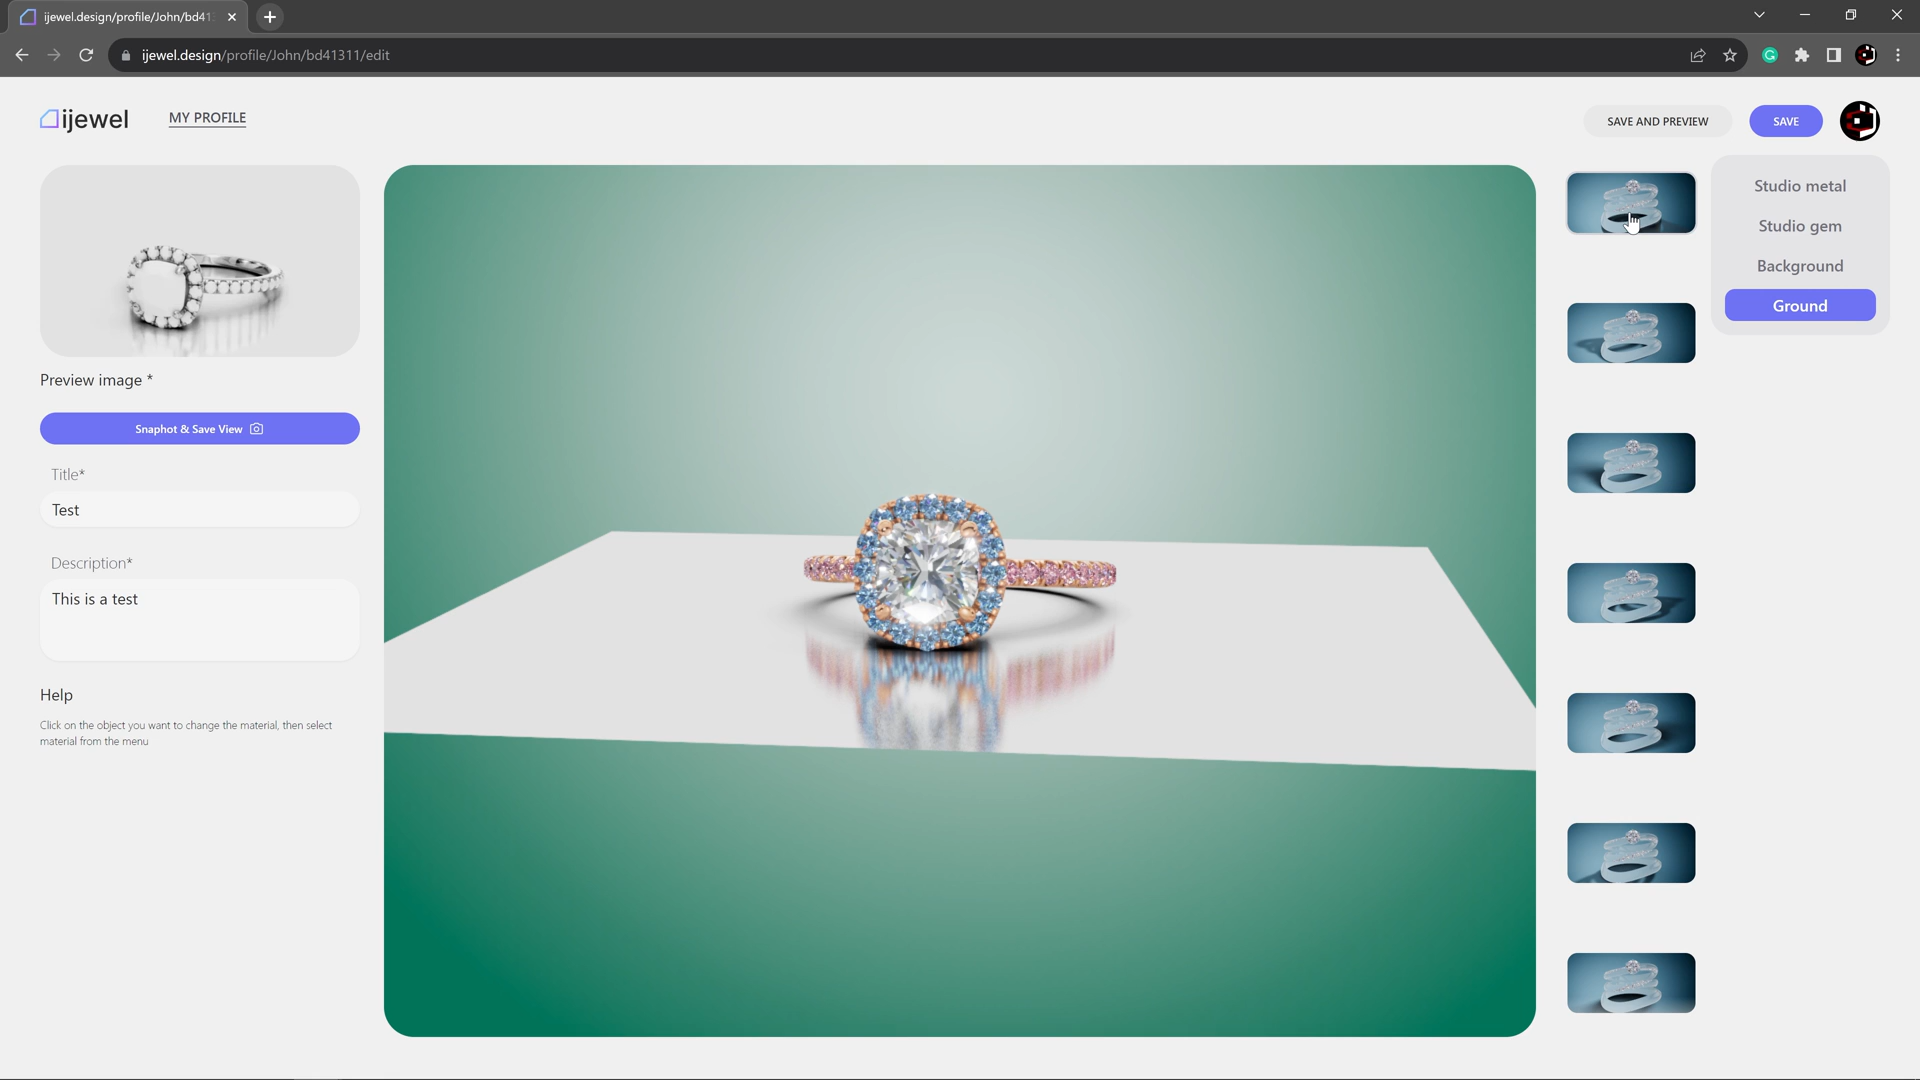 ijewel.design/profile/John/bd41
ijewel.design/profile/John/bd41311/edit
ijewel
MY PROFILE
SAVE AND PREVIEW
SAVE
Studio metal
Studio gem
Background
Ground
Preview image *
Snaphot & Save View
Title*
Test
Description*
This is a test
Help
Click on the object you want to change the material, then select
material from the menu